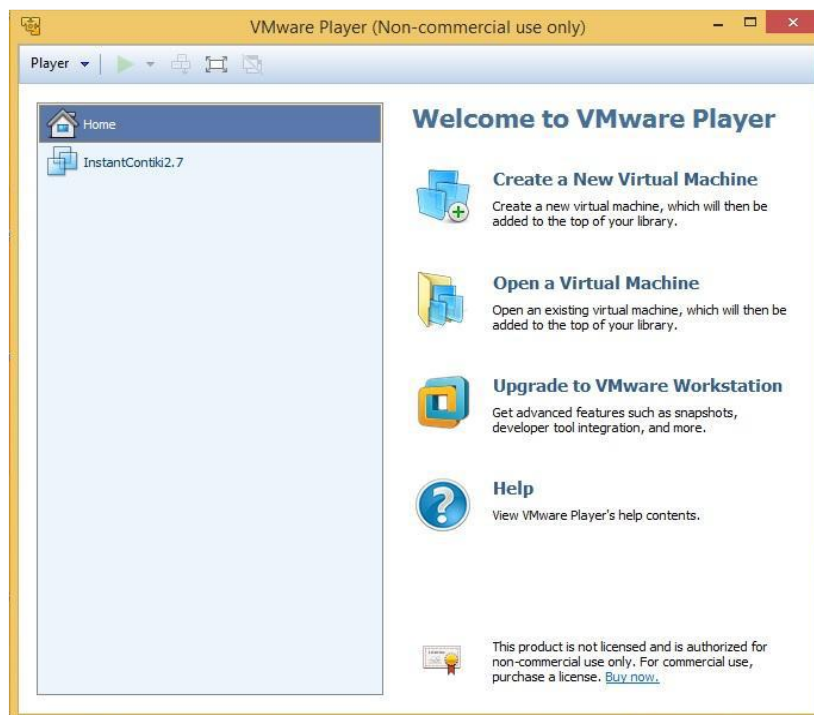 VMware Player (Non-commercial use only)
Player
Home
InstantContiki2.7
Welcome to VMware Player
Create a New Virtual Machine
Create a new virtual machine, which will then be
added to the top of your library.
Open a Virtual Machine
Open an existing virtual machine, which will then be
added to the top of your library.
Upgrade to VMware Workstation
Get advanced features such as snapshots,
developer tool integration, and more.
Help
View VMware Player's help contents.
This product is not licensed and is authorized for
non-commercial use only. For commercial use,
purchase a license. Buy now.